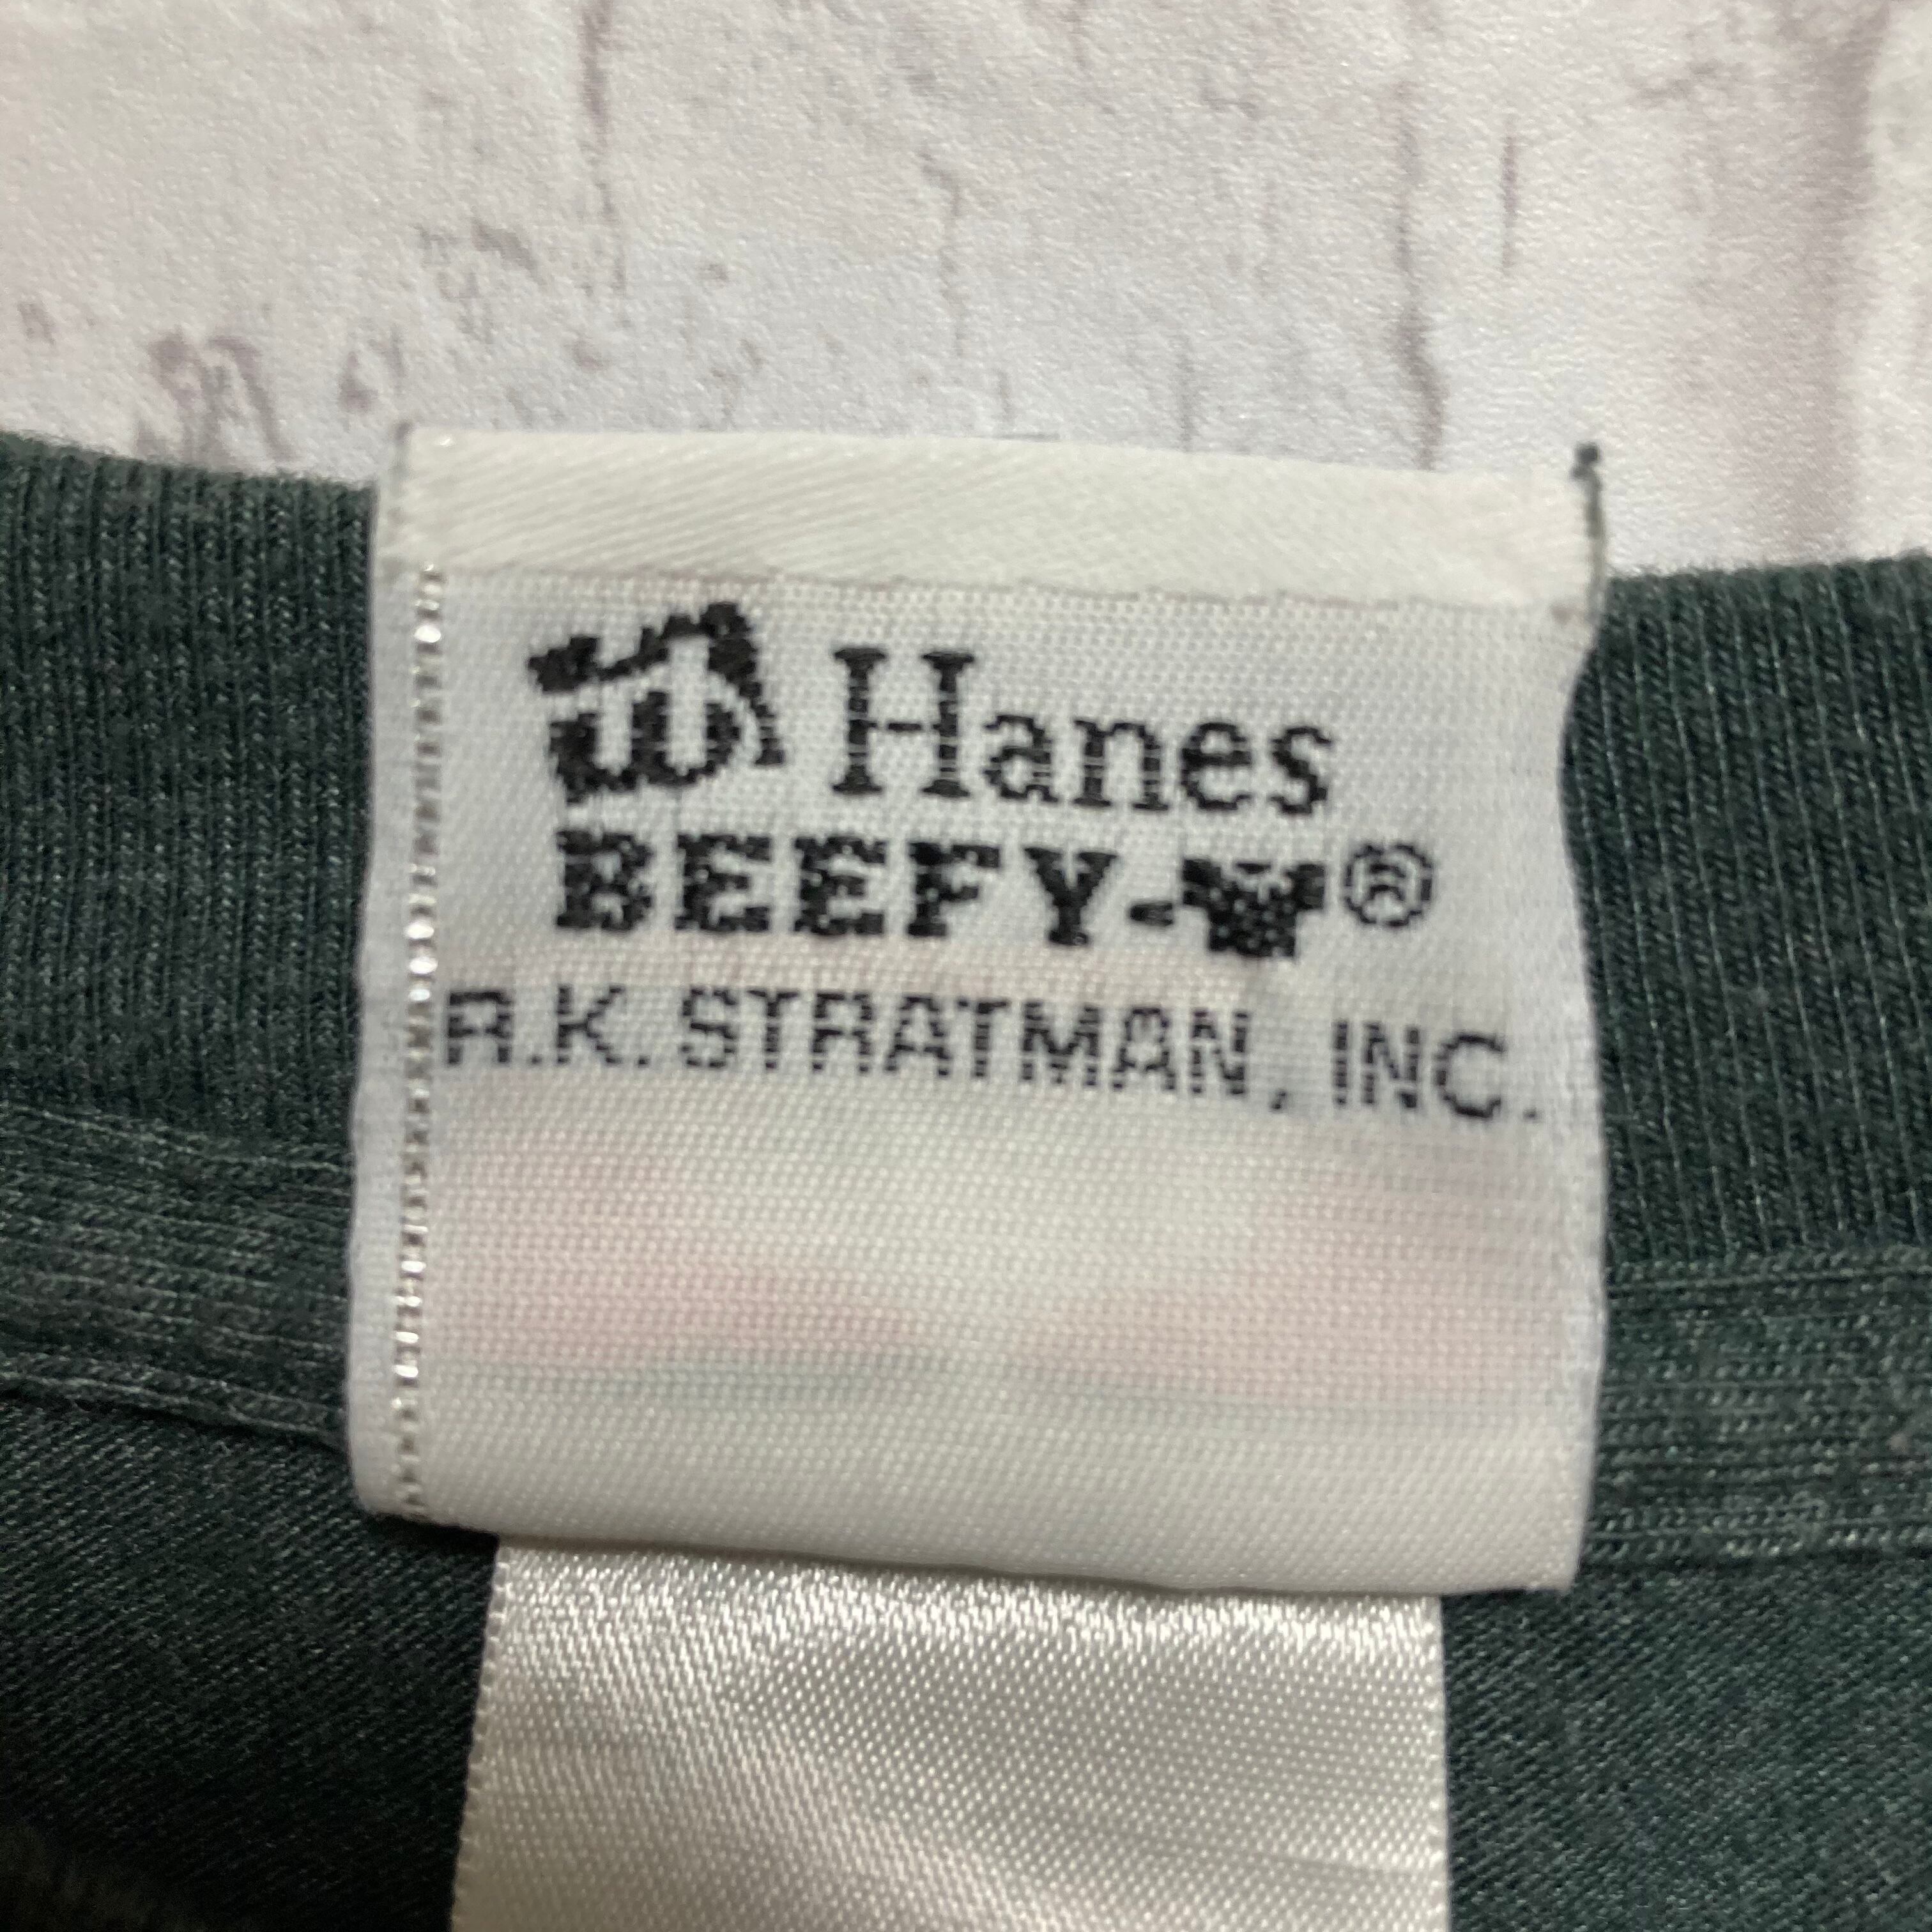 Hanes
BEEFY-T®
R.K. STRATMAN, INC.